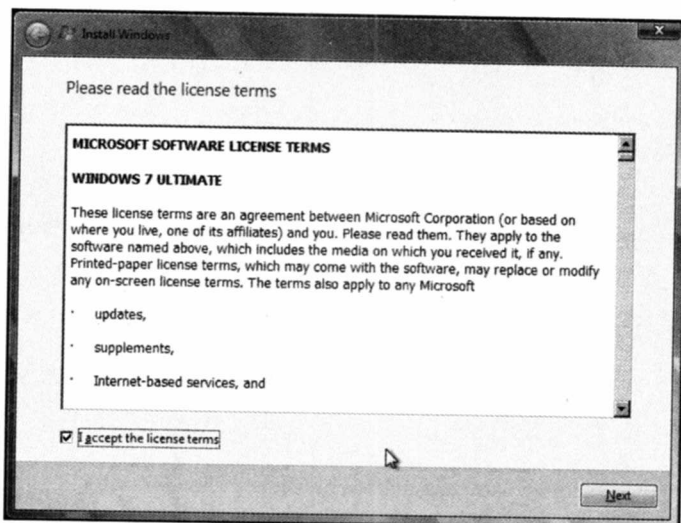 Install Windows
Please read the license terms
MICROSOFT SOFTWARE LICENSE TERMS
WINDOWS 7 ULTIMATE
These license terms are an agreement between Microsoft Corporation (or based on
where you live, one of its affiliates) and you. Please read them. They apply to the
software named above, which includes the media on which you received it, if any.
Printed-paper license terms, which may come with the software, may replace or modify
any on-screen license terms. The terms also apply to any Microsoft
· updates,
· supplements,
· Internet-based services, and
I accept the license terms
Next